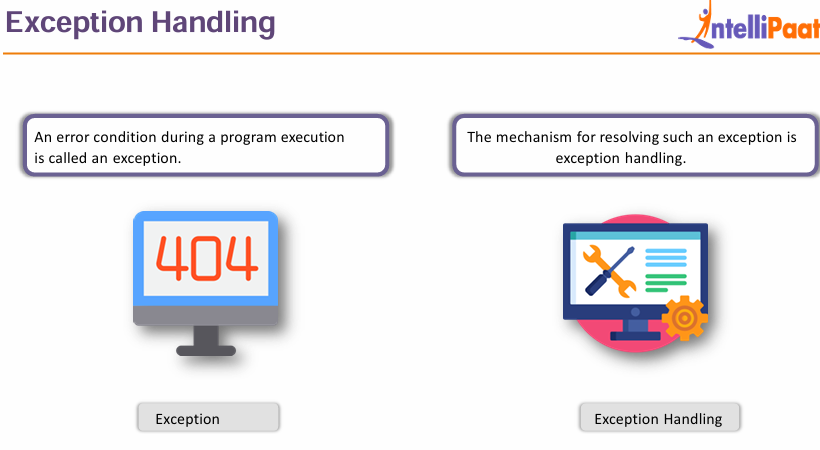 Exception Handling
IntelliPaat
An error condition during a program execution
is called an exception.
The mechanism for resolving such an exception is
exception handling.
404
Exception
Exception Handling